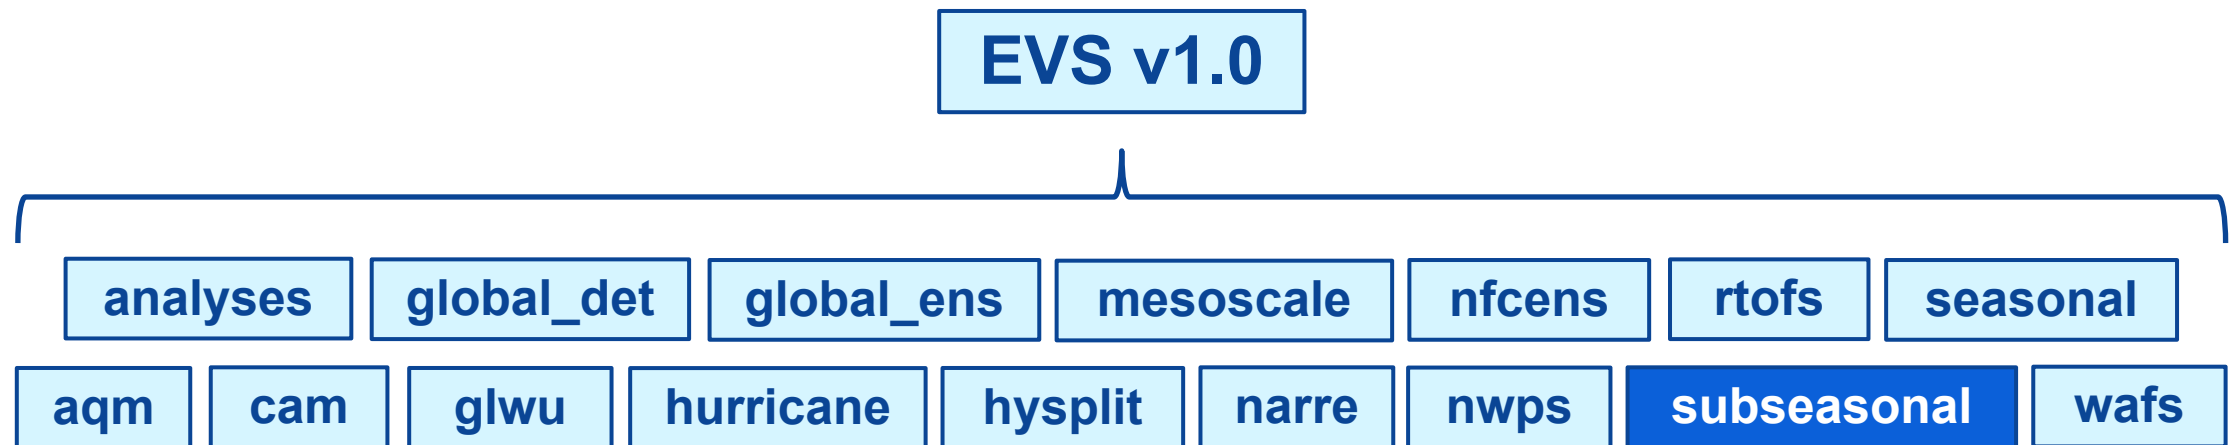 EVS v1.0
analyses global_det global_ens mesoscale nfcens rtofs seasonal
aqm cam glwu hurricane hysplit narre nwps subseasonal wafs